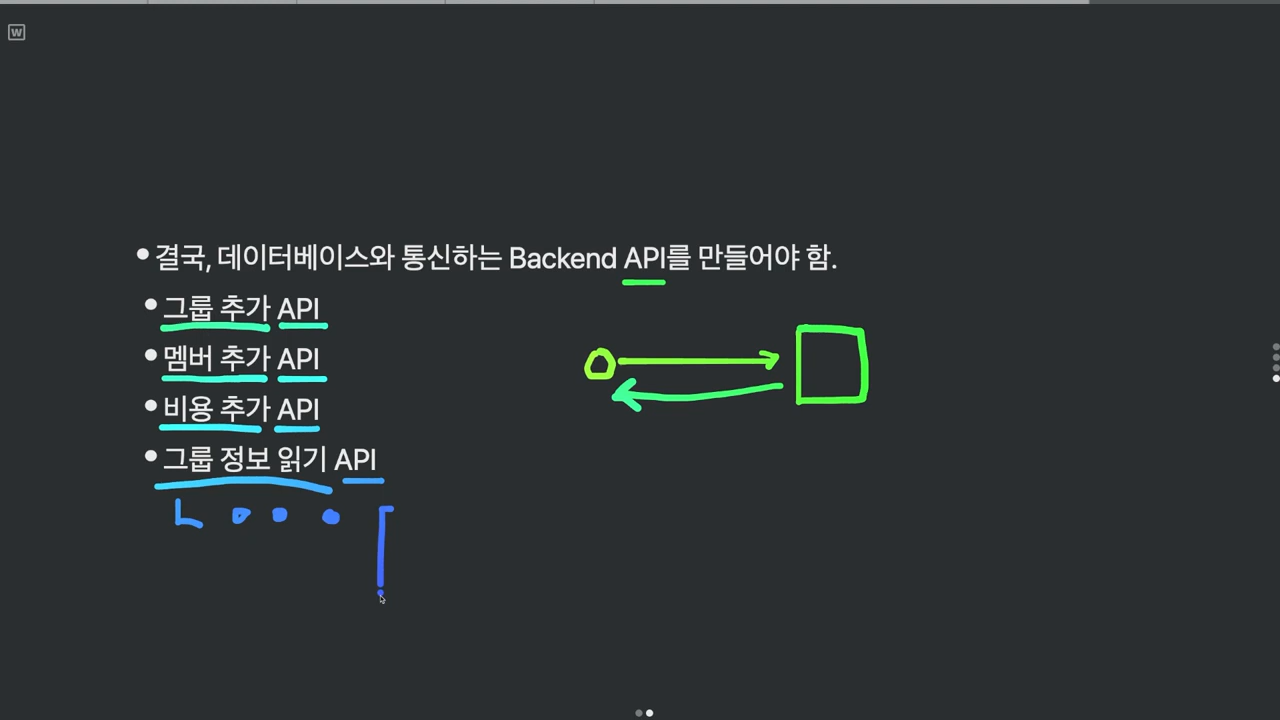 W
• 결국, 데이터베이스와 통신하는 Backend API를 만들어야 함.
• 그룹 추가 API
• 멤버 추가 API
• 비용 추가 API
• 그룹 정보 읽기 API